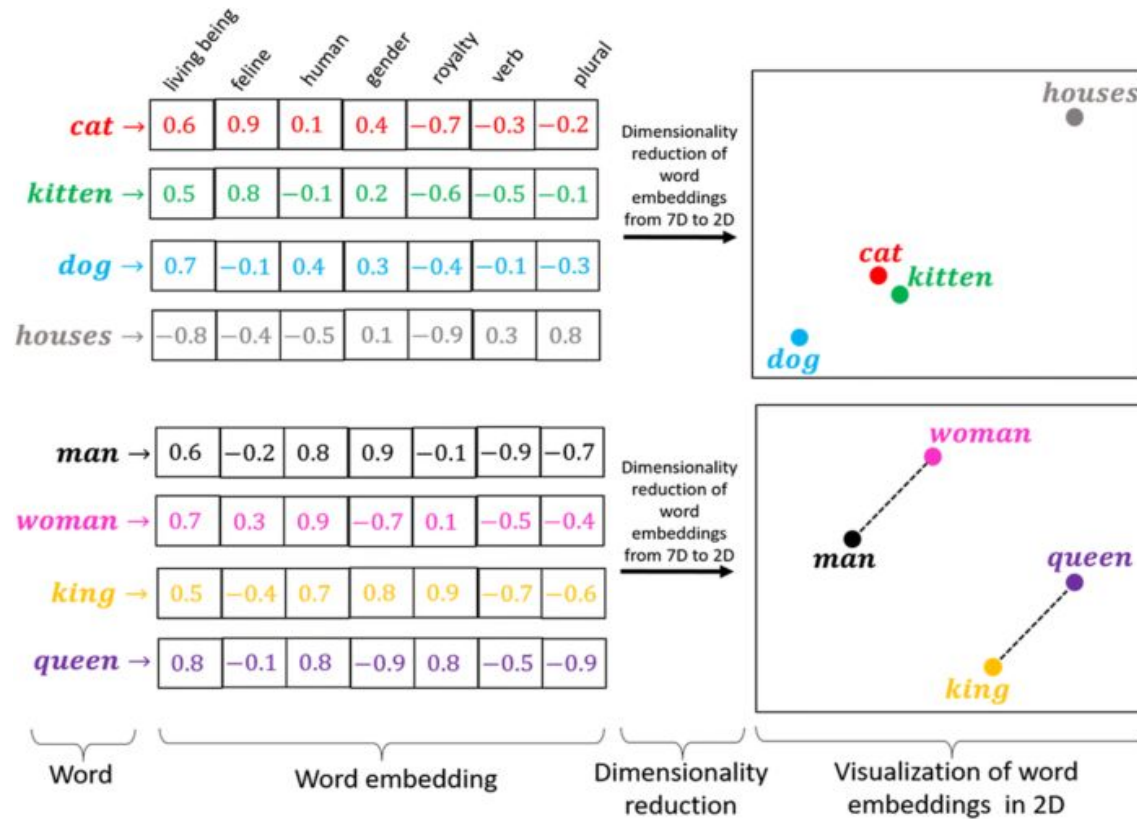 living being feline human gender royalty verb plural
cat → 0.6 0.9 0.1 0.4 −0.7 −0.3 −0.2
kitten → 0.5 0.8 −0.1 0.2 −0.6 −0.5 −0.1
dog → 0.7 −0.1 0.4 0.3 −0.4 −0.1 −0.3
houses → −0.8 −0.4 −0.5 0.1 −0.9 0.3 0.8
Dimensionality
reduction of
word
embeddings
from 7D to 2D
houses
cat
kitten
dog
man → 0.6 −0.2 0.8 0.9 −0.1 −0.9 −0.7
woman → 0.7 0.3 0.9 −0.7 0.1 −0.5 −0.4
king → 0.5 −0.4 0.7 0.8 0.9 −0.7 −0.6
queen → 0.8 −0.1 0.8 −0.9 0.8 −0.5 −0.9
Dimensionality
reduction of
word
embeddings
from 7D to 2D
woman
man
queen
king
Word
Word embedding
Dimensionality
reduction
Visualization of word
embeddings in 2D